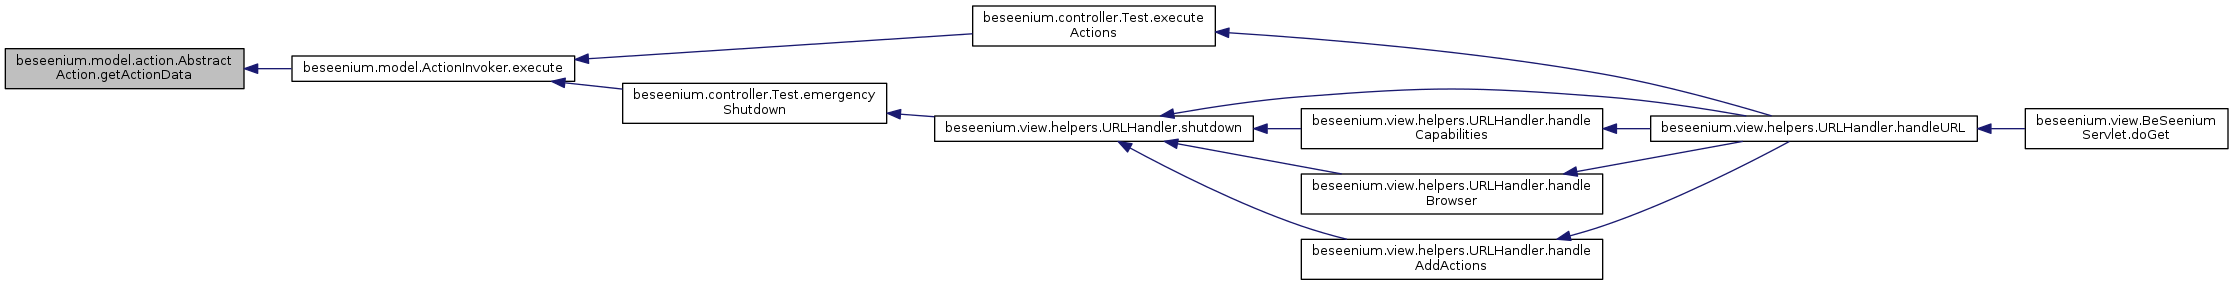 beseenium.model.action.Abstract
Action.getActionData
beseenium.model.ActionInvoker.execute
beseenium.controller.Test.execute
Actions
beseenium.controller.Test.emergency
Shutdown
beseenium.view.helpers.URLHandler.shutdown
beseenium.view.helpers.URLHandler.handle
Capabilities
beseenium.view.helpers.URLHandler.handle
Browser
beseenium.view.helpers.URLHandler.handle
AddActions
beseenium.view.helpers.URLHandler.handleURL
beseenium.view.BeSeenium
Servlet.doGet